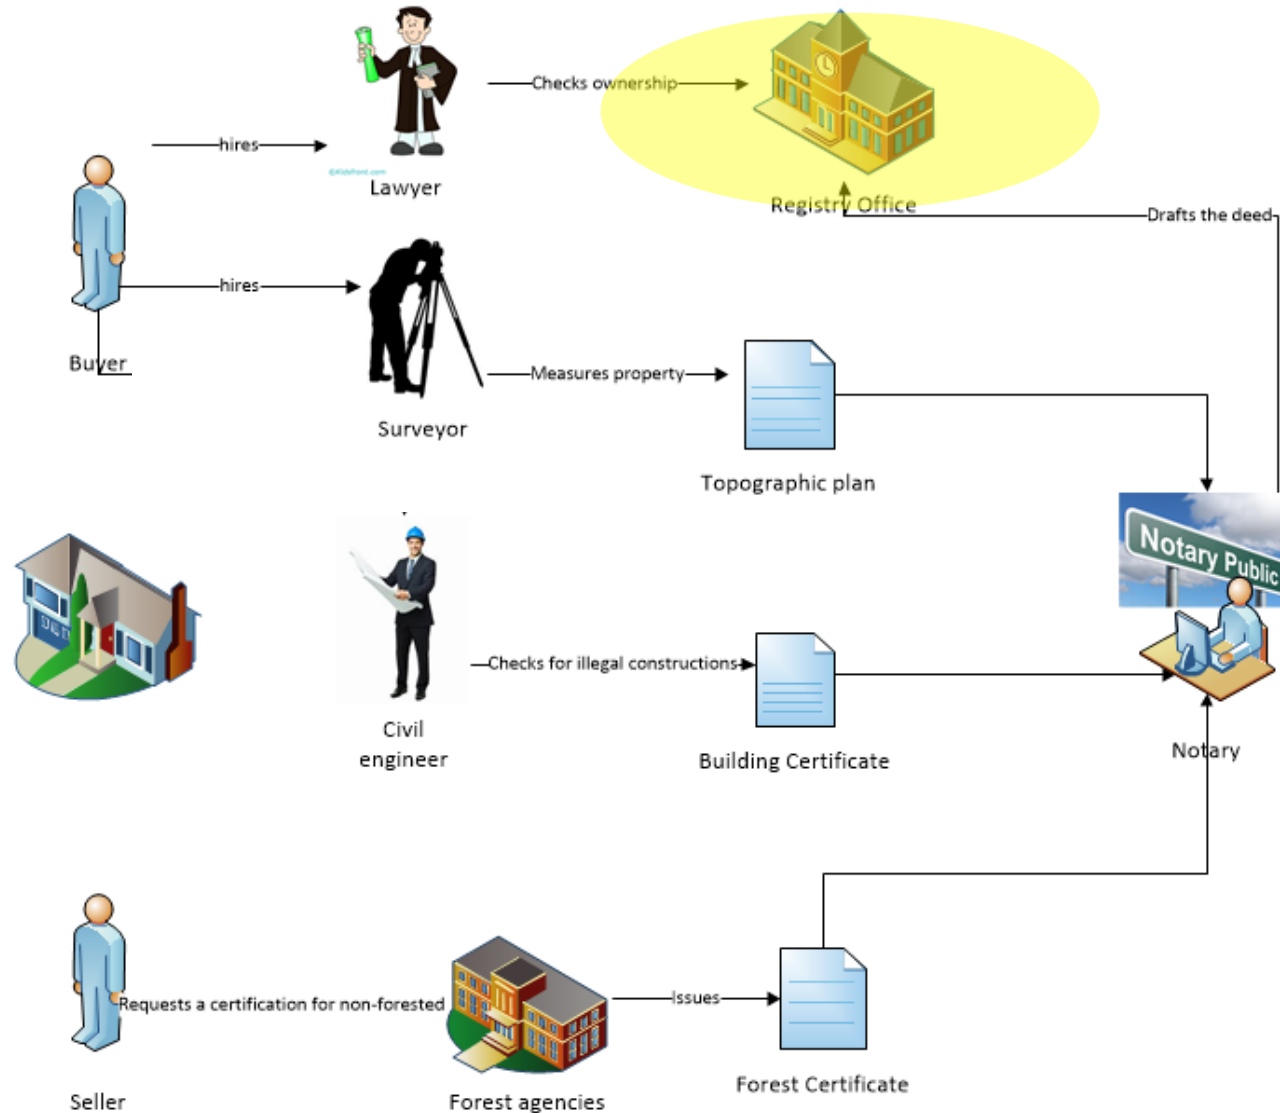 Checks ownership
hires
©KidsFront.com
Lawyer
Registry Office
Drafts the deed
hires
Buyer
Measures property
Surveyor
Topographic plan
Notary Public
Checks for illegal constructions
Civil
engineer
Building Certificate
Notary
Requests a certification for non-forested
Issues
Seller
Forest agencies
Forest Certificate